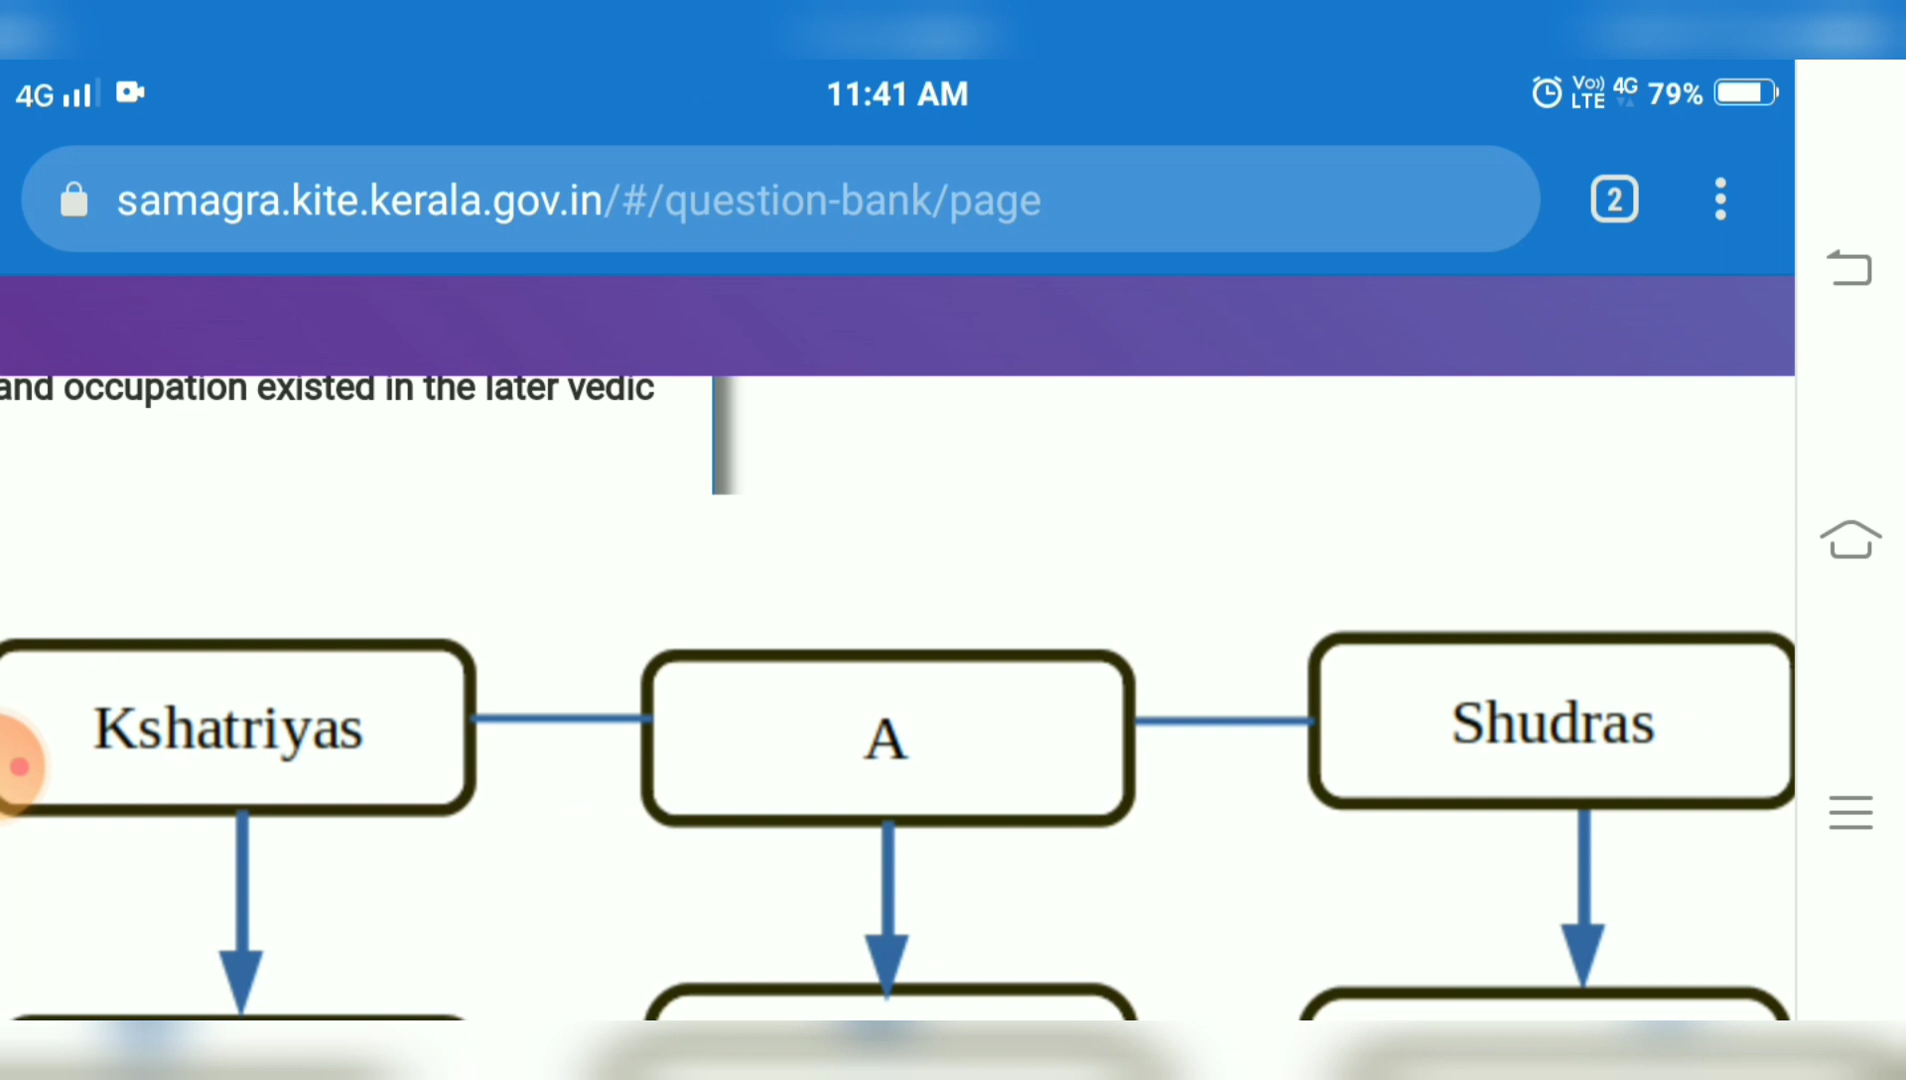 4G
11:41 AM
Vo)) LTE 4G 79%
samagra.kite.kerala.gov.in/#/question-bank/page
2
and occupation existed in the later vedic
Kshatriyas
A
Shudras